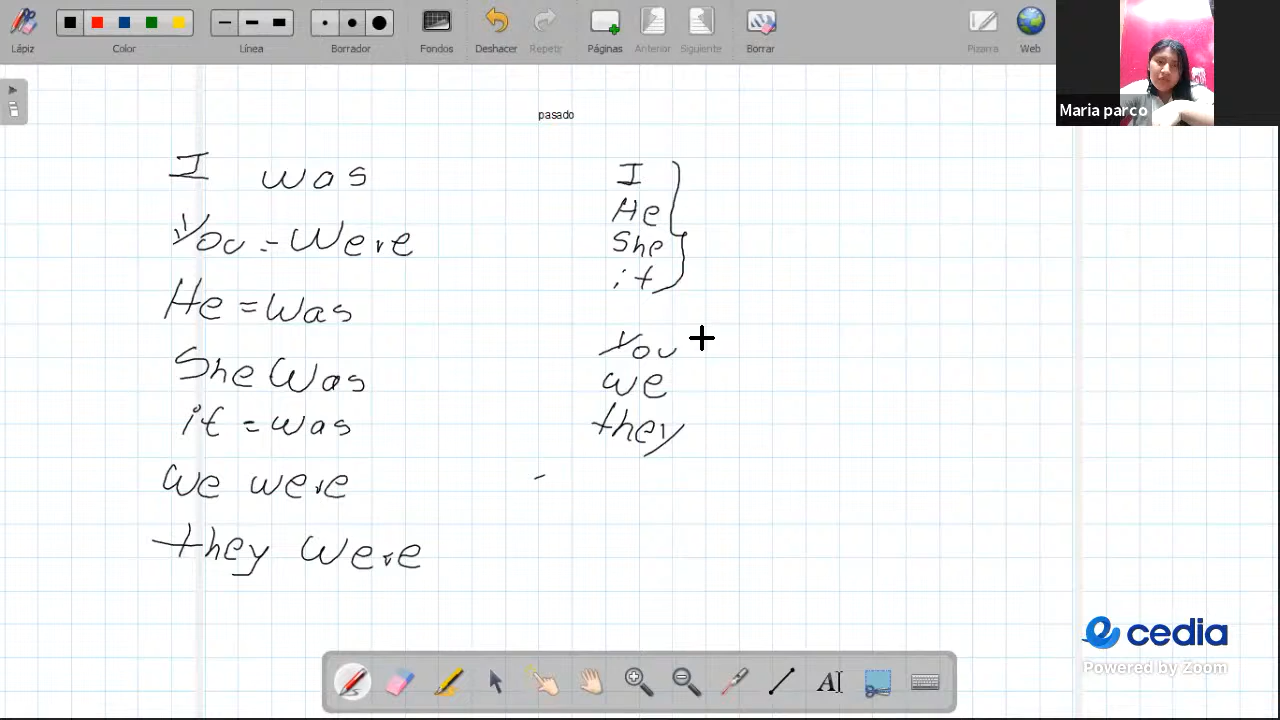 Lápiz Color Línea Borrador Fondos Deshacer Repetir Páginas Anterior Siguiente Borrar Pizarra Web
Maria parco
pasado
I was
You = Were
He = Was
She Was
it = was
We were
they Were
I
He
She
it
You
we
they
AI
cedia
Powered by Zoom